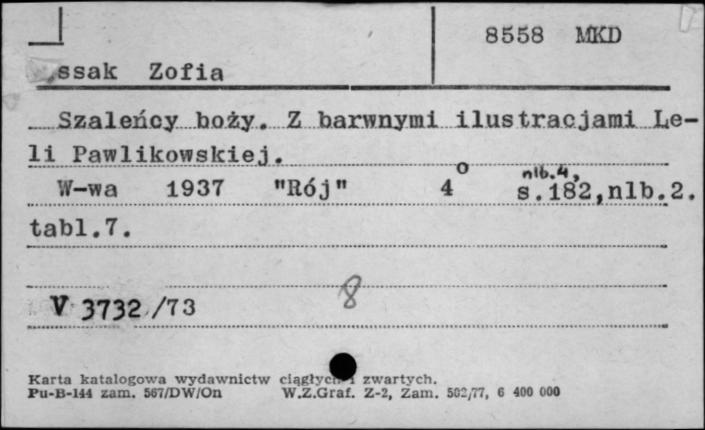 8558 MKD
ssak Zofia
Szaleńcy boży. Z barwnymi ilustracjami Le-
li Pawlikowskiej.
nlb.4,
W-wa 1937 "Rój" 4° s.182,nlb.2.
tabl.7.
V 3732/73 8
Karta katalogowa wydawnictw ciągłych i zwartych.
Pu-B-144 zam. 567/DW/On W.Z.Graf. Z-2, Zam. 502/77, 6 400 000